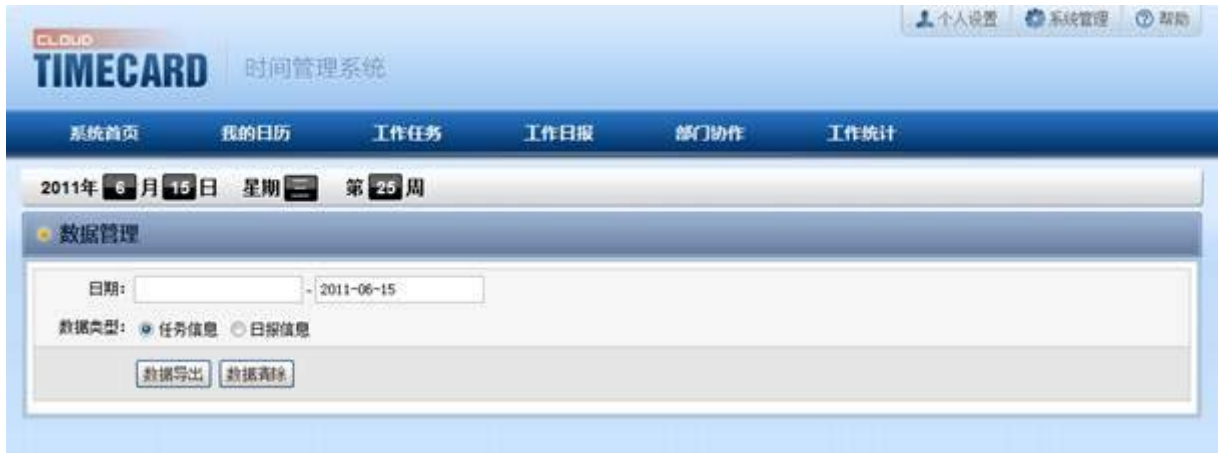 个人设置 系统管理 帮助
CLOUD
TIMECARD 时间管理系统
系统首页 我的日历 工作任务 工作日报 部门协作 工作统计
2011年 6 月 15 日 星期 三 第 25 周
数据管理
日期: - 2011-06-15
数据类型: 任务信息 日报信息
数据导出 数据清除